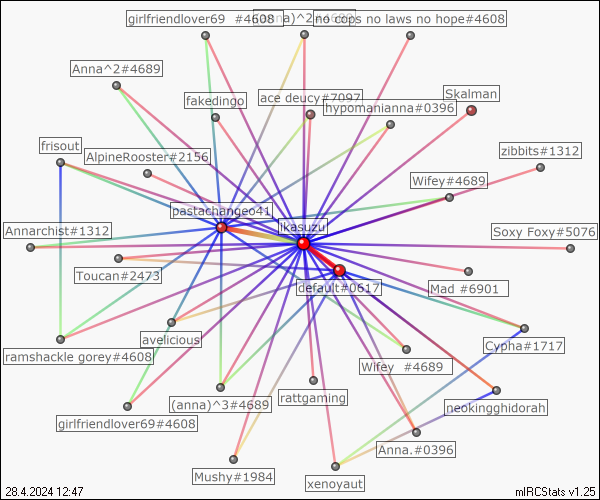 girlfriendlover69 #4608
(anna)^2#4689
no cops no laws no hope#4608
Anna^2#4689
fakedingo
ace deucy#7097
hypomanianna#0396
Skalman
frisout
AlpineRooster#2156
zibbits#1312
Wifey#4689
pastachangeo41
likasuzu
Annarchist#1312
Soxy Foxy#5076
Toucan#2473
default#0617
Mad #6901
avelicious
Cypha#1717
ramshackle gorey#4608
Wifey #4689
girlfriendlover69#4608
(anna)^3#4689
rattgaming
neokingghidorah
Anna.#0396
Mushy#1984
xenoyaut
28.4.2024 12:47
mIRCStats v1.25